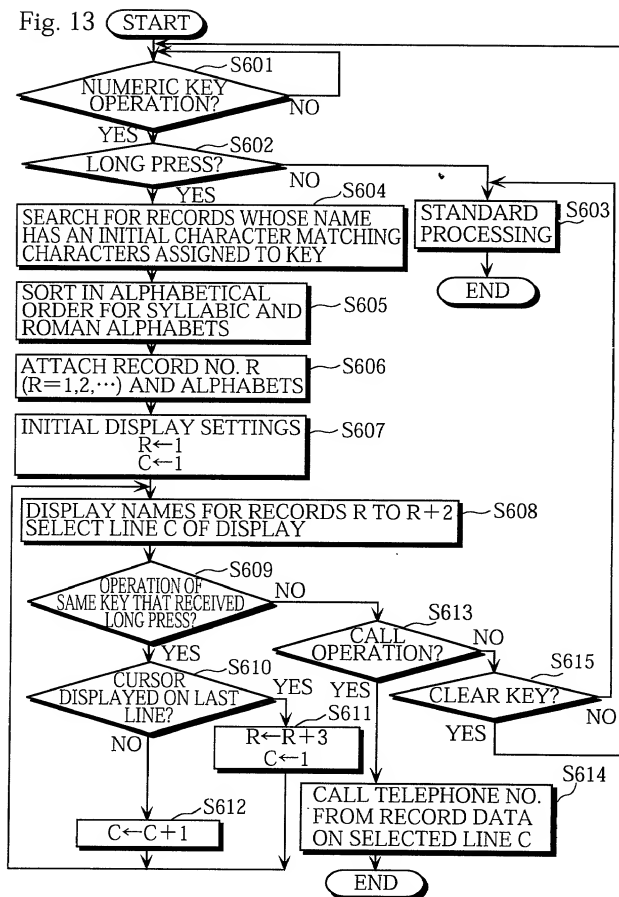 Fig. 13
START
S601
NUMERIC KEY
OPERATION?
NO
YES
S602
LONG PRESS?
NO
YES
S604
SEARCH FOR RECORDS WHOSE NAME
HAS AN INITIAL CHARACTER MATCHING
CHARACTERS ASSIGNED TO KEY
STANDARD
PROCESSING
S603
END
SORT IN ALPHABETICAL
ORDER FOR SYLLABIC AND
ROMAN ALPHABETS
S605
ATTACH RECORD NO. R
(R=1,2,⋯) AND ALPHABETS
S606
INITIAL DISPLAY SETTINGS
R←1
C←1
S607
DISPLAY NAMES FOR RECORDS R TO R+2
SELECT LINE C OF DISPLAY
S608
S609
OPERATION OF
SAME KEY THAT RECEIVED
LONG PRESS?
NO
YES
S613
CALL
OPERATION?
NO
YES
S610
CURSOR
DISPLAYED ON LAST
LINE?
YES
NO
S615
CLEAR KEY?
NO
YES
S611
R←R+3
C←1
S612
C←C+1
S614
CALL TELEPHONE NO.
FROM RECORD DATA
ON SELECTED LINE C
END